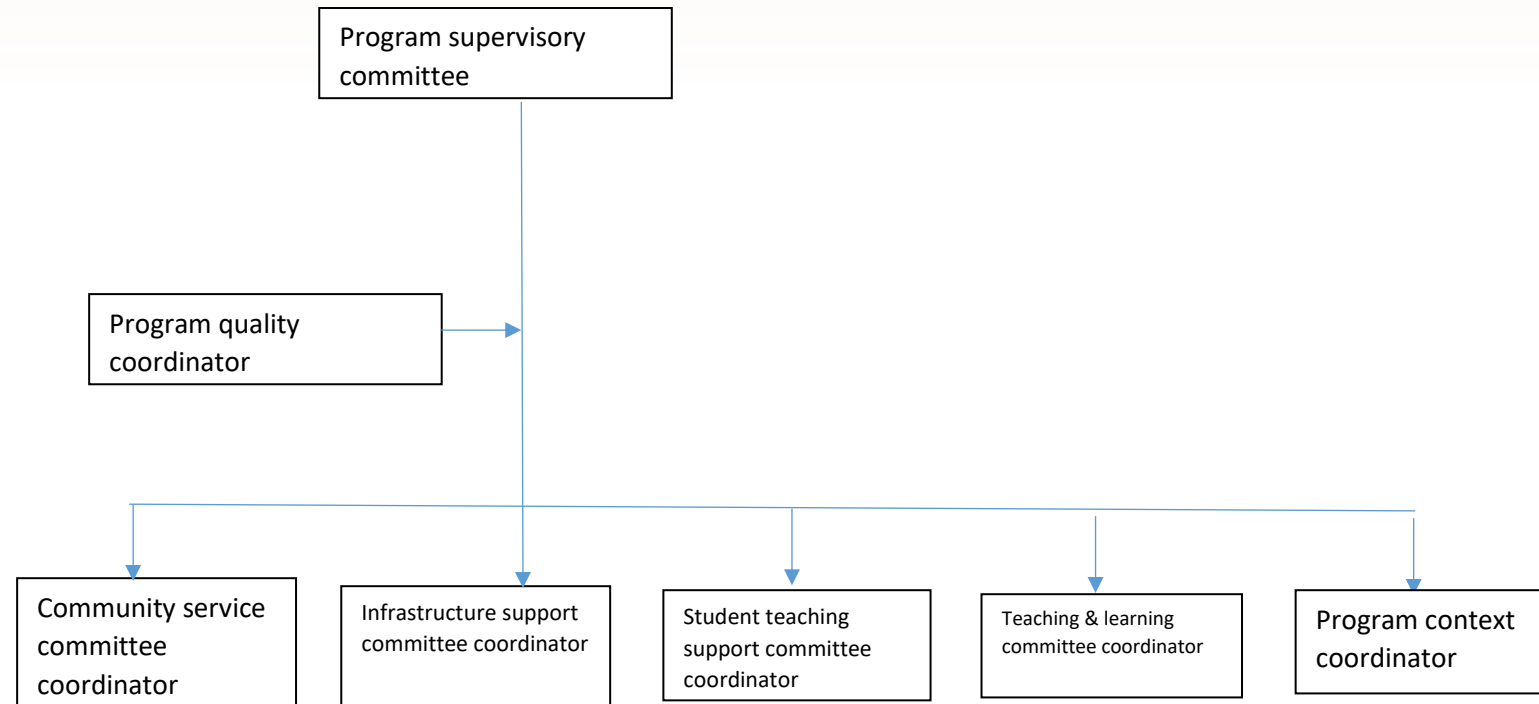 Program supervisory
committee
Program quality
coordinator
Community service
committee
coordinator
Infrastructure support
committee coordinator
Student teaching
support committee
coordinator
Teaching & learning
committee coordinator
Program context
coordinator